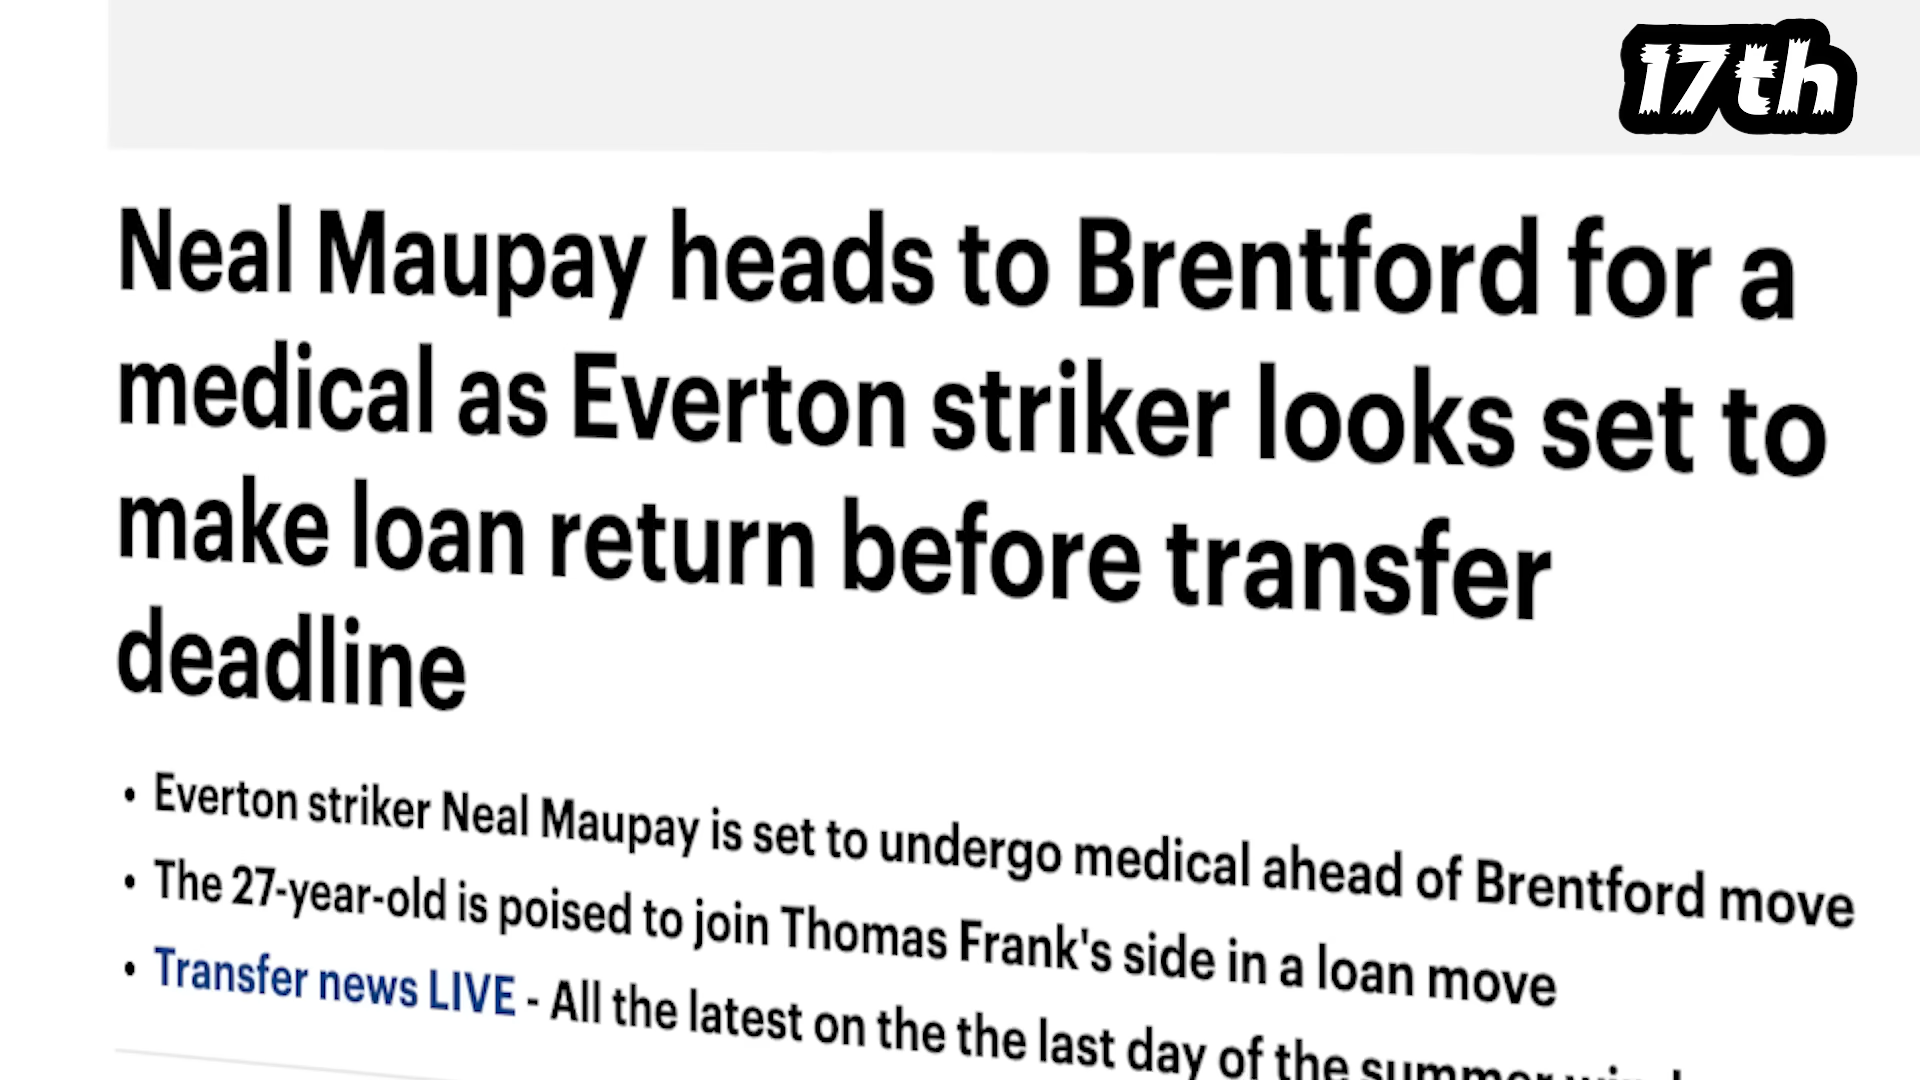 17th
Neal Maupay heads to Brentford for a
medical as Everton striker looks set to
make loan return before transfer
deadline
• Everton striker Neal Maupay is set to undergo medical ahead of Brentford move
• The 27-year-old is poised to join Thomas Frank's side in a loan move
• Transfer news LIVE - All the latest on the the last day of the summer